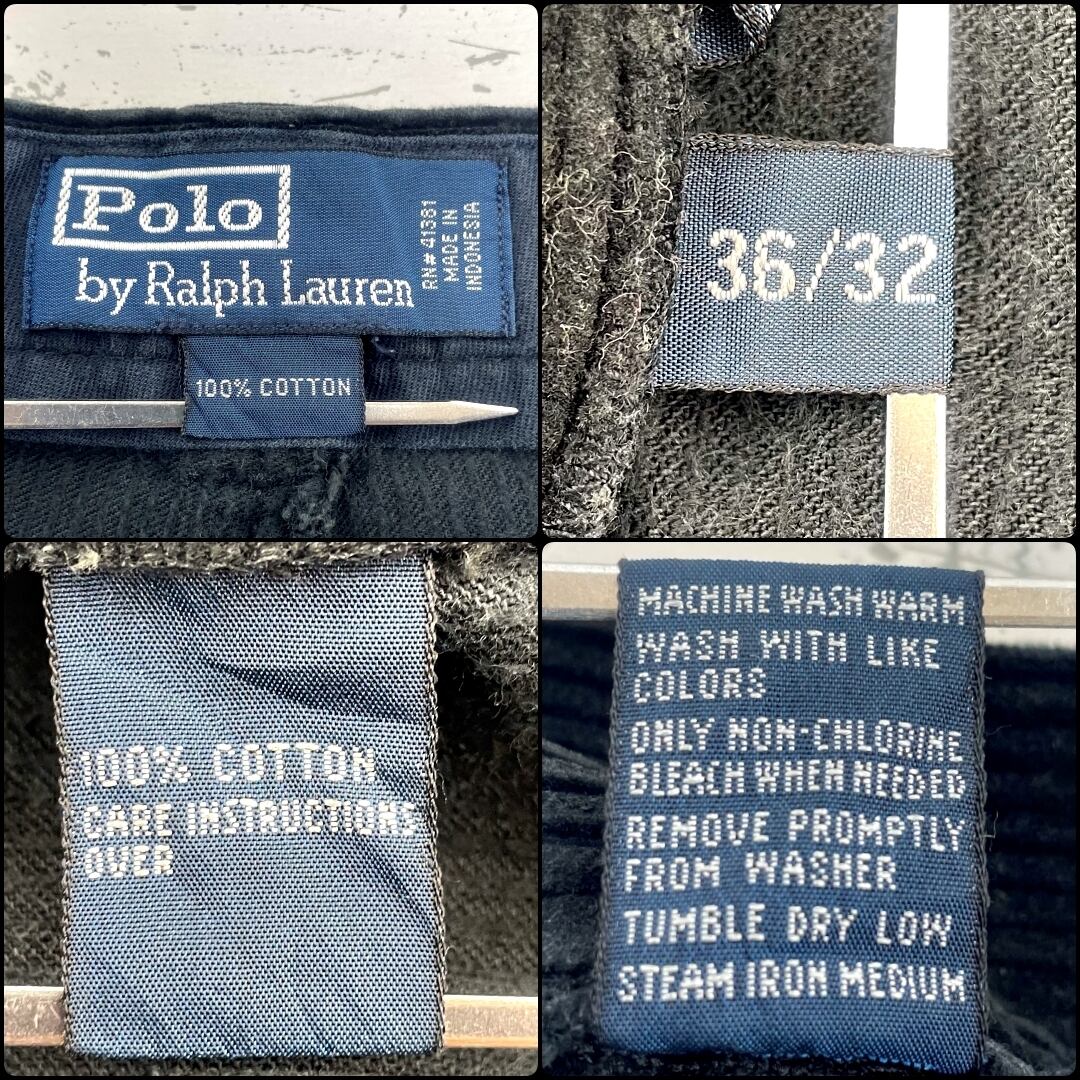 Polo
by Ralph Lauren
RN# 41381
MADE IN
INDONESIA
100% COTTON
36/32
100% COTTON
CARE INSTRUCTIONS
OVER
MACHINE WASH WARM
WASH WITH LIKE
COLORS
ONLY NON-CHLORINE
BLEACH WHEN NEEDED
REMOVE PROMPTLY
FROM WASHER
TUMBLE DRY LOW
STEAM IRON MEDIUM